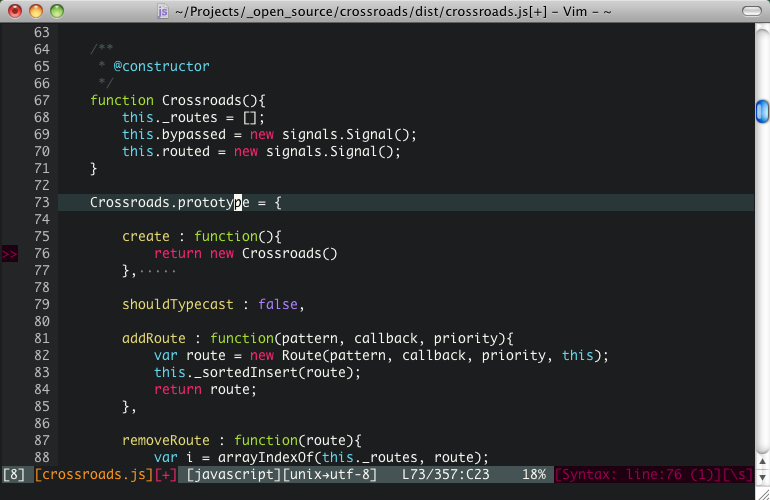 ~/Projects/_open_source/crossroads/dist/crossroads.js[+] – Vim – ~
63
64 /**
65 * @constructor
66 */
67 function Crossroads(){
68 this._routes = [];
69 this.bypassed = new signals.Signal();
70 this.routed = new signals.Signal();
71 }
72
73 Crossroads.prototype = {
74
75 create : function(){
>> 76 return new Crossroads()
77 },·····
78
79 shouldTypecast : false,
80
81 addRoute : function(pattern, callback, priority){
82 var route = new Route(pattern, callback, priority, this);
83 this._sortedInsert(route);
84 return route;
85 },
86
87 removeRoute : function(route){
88 var i = arrayIndexOf(this._routes, route);
[8] [crossroads.js][+] [javascript][unix→utf-8] L73/357:C23 18% [Syntax: line:76 (1)][\s]